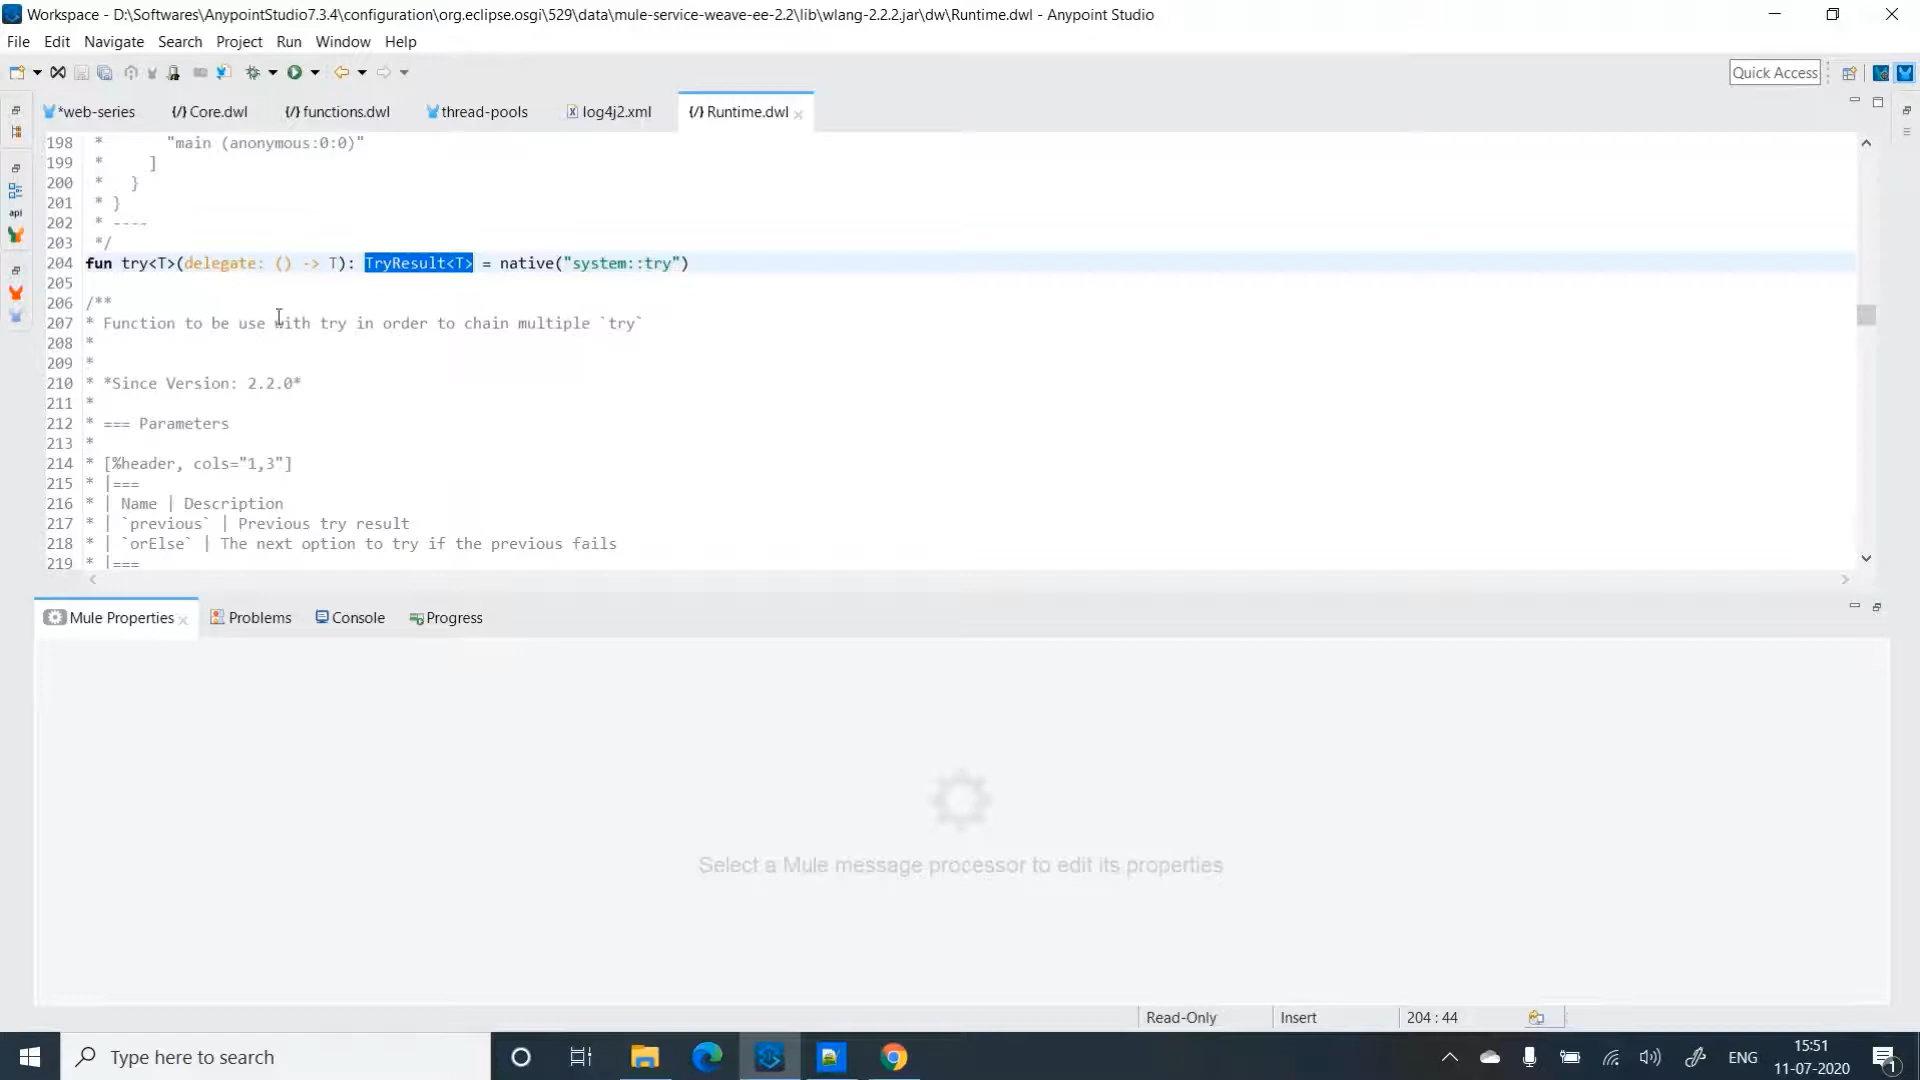 Workspace - D:\Softwares\AnypointStudio7.3.4\configuration\org.eclipse.osgi\529\data\mule-service-weave-ee-2.2\lib\wlang-2.2.2.jar\dw\Runtime.dwl - Anypoint Studio
File Edit Navigate Search Project Run Window Help
Quick Access
*web-series {/} Core.dwl {/} functions.dwl thread-pools x log4j2.xml {/} Runtime.dwl
198 * "main (anonymous:0:0)"
199 * ]
200 * }
201 * }
202 * ----
203 */
204 fun try<T>(delegate: () -> T): TryResult<T> = native("system::try")
205
206 /**
207 * Function to be use with try in order to chain multiple `try`
208 *
209 *
210 * *Since Version: 2.2.0*
211 *
212 * === Parameters
213 *
214 * [%header, cols="1,3"]
215 * |===
216 * | Name | Description
217 * | `previous` | Previous try result
218 * | `orElse` | The next option to try if the previous fails
219 * |===
api
Mule Properties Problems Console Progress
Select a Mule message processor to edit its properties
Read-Only Insert 204 : 44
Type here to search
ENG
15:51
11-07-2020
1